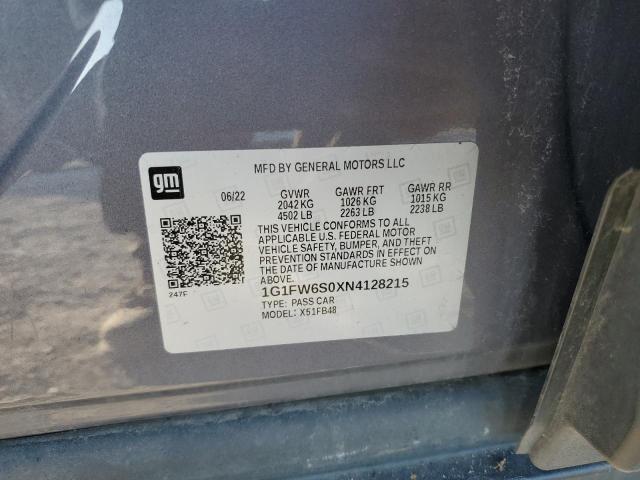 gm
MFD BY GENERAL MOTORS LLC
06/22 GVWR GAWR FRT GAWR RR
2042 KG 1026 KG 1015 KG
4502 LB 2263 LB 2238 LB
THIS VEHICLE CONFORMS TO ALL
APPLICABLE U.S. FEDERAL MOTOR
VEHICLE SAFETY, BUMPER, AND THEFT
PREVENTION STANDARDS IN EFFECT ON
THE DATE OF MANUFACTURE SHOWN
ABOVE.
247F
1G1FW6S0XN4128215
TYPE: PASS CAR
MODEL: X51FB48